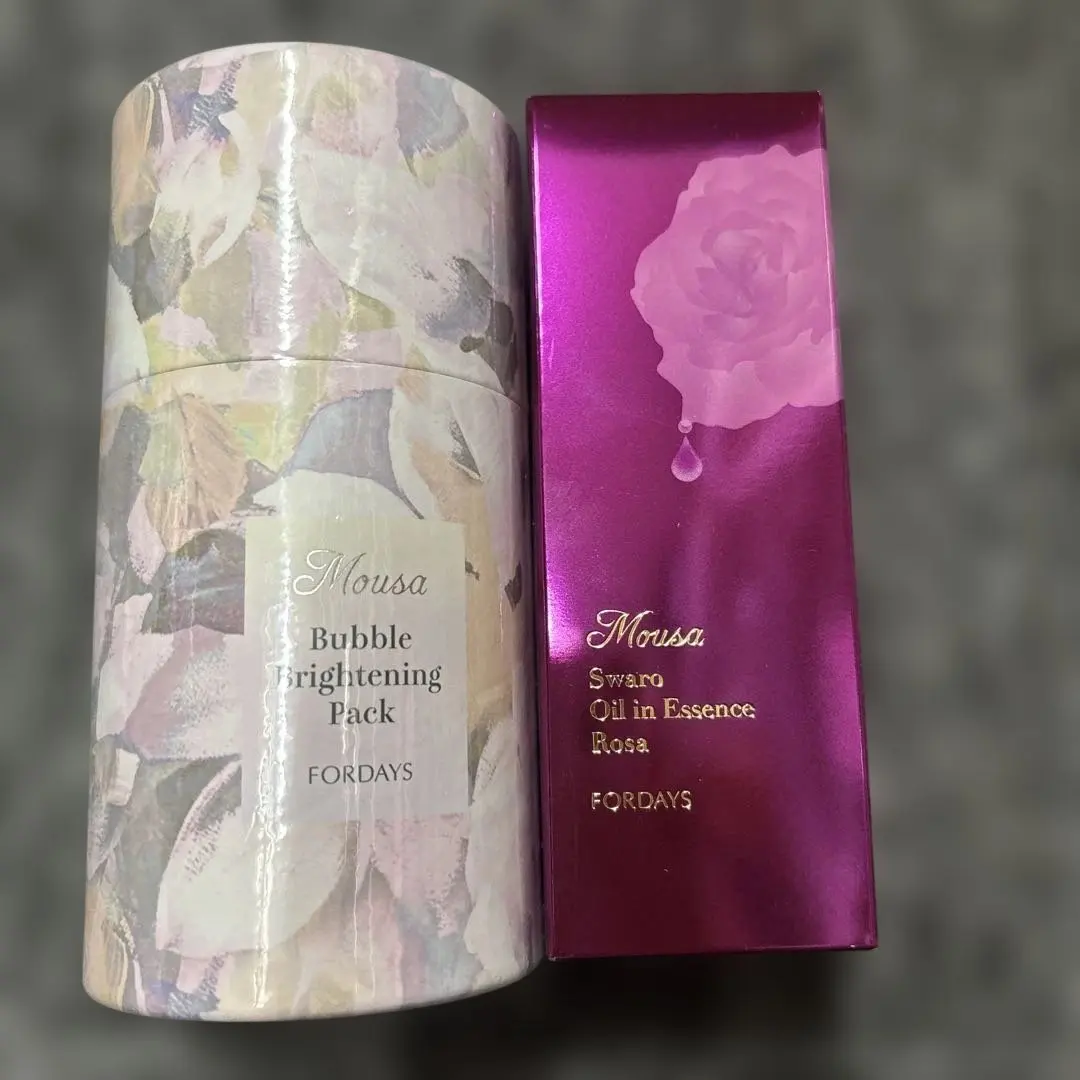 Mousa
Bubble
Brightening
Pack
FORDAYS
Mousa
Swaro
Oil in Essence
Rosa
FORDAYS